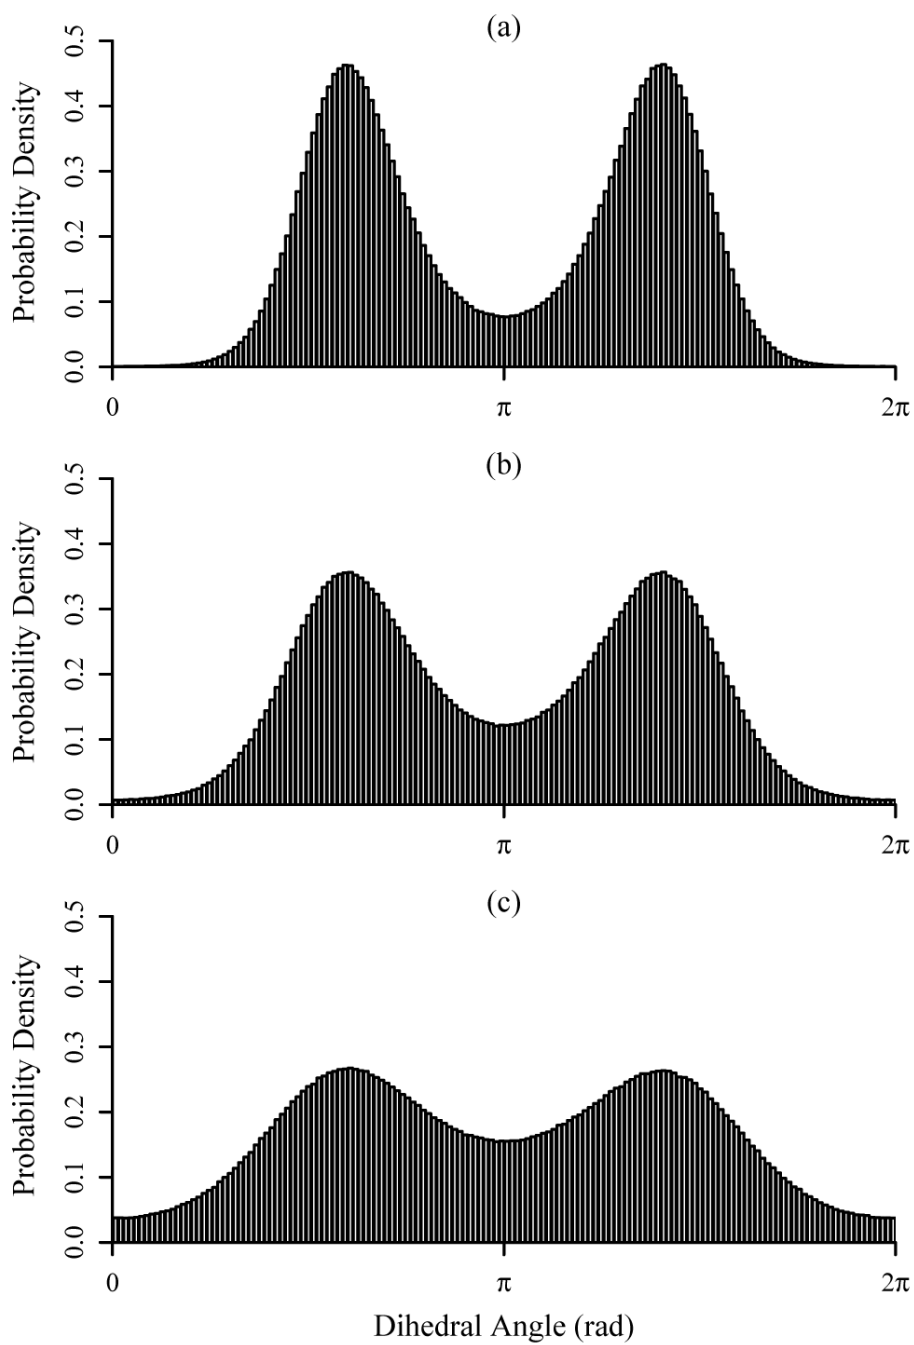 (a)
Probability Density
0.5
0.4
0.3
0.2
0.1
0.0
0 π 2π
(b)
Probability Density
0.5
0.4
0.3
0.2
0.1
0.0
0 π 2π
(c)
Probability Density
0.5
0.4
0.3
0.2
0.1
0.0
0 π 2π
Dihedral Angle (rad)